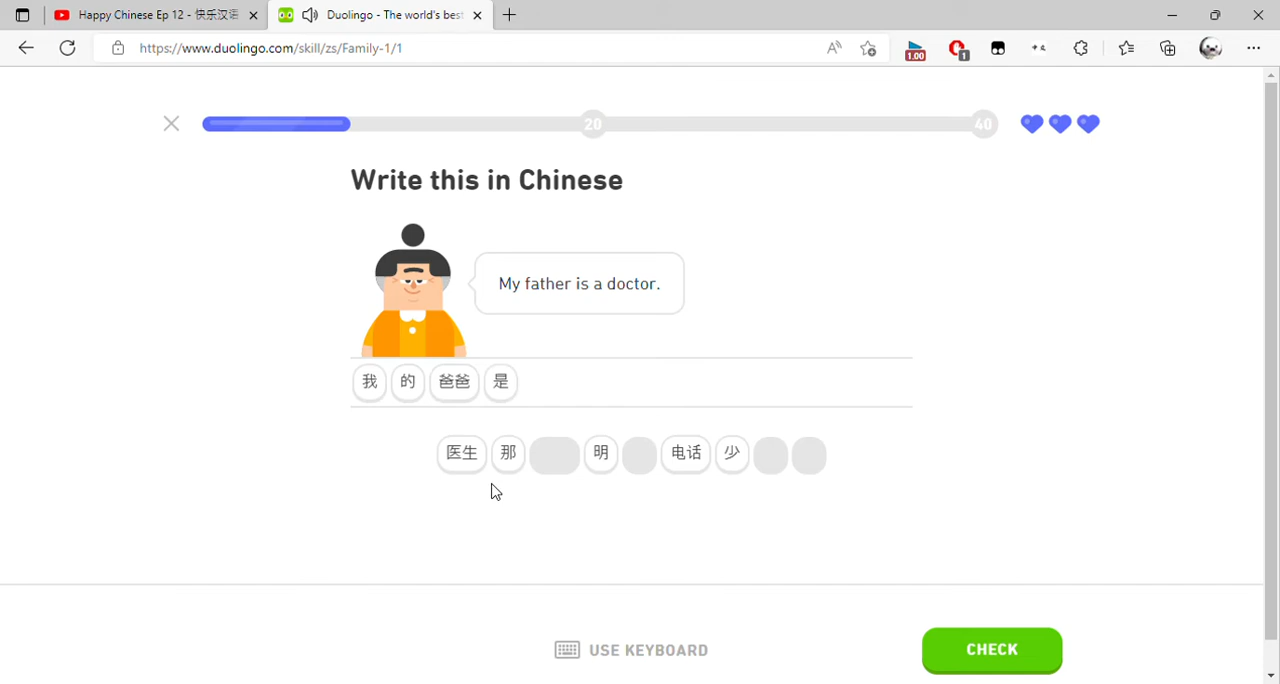 Happy Chinese Ep 12 - 快乐汉语
Duolingo - The world's best
https://www.duolingo.com/skill/zs/Family-1/1
1.00
1
20
40
Write this in Chinese
My father is a doctor.
我 的 爸爸 是
医生 那 明 电话 少
USE KEYBOARD
CHECK